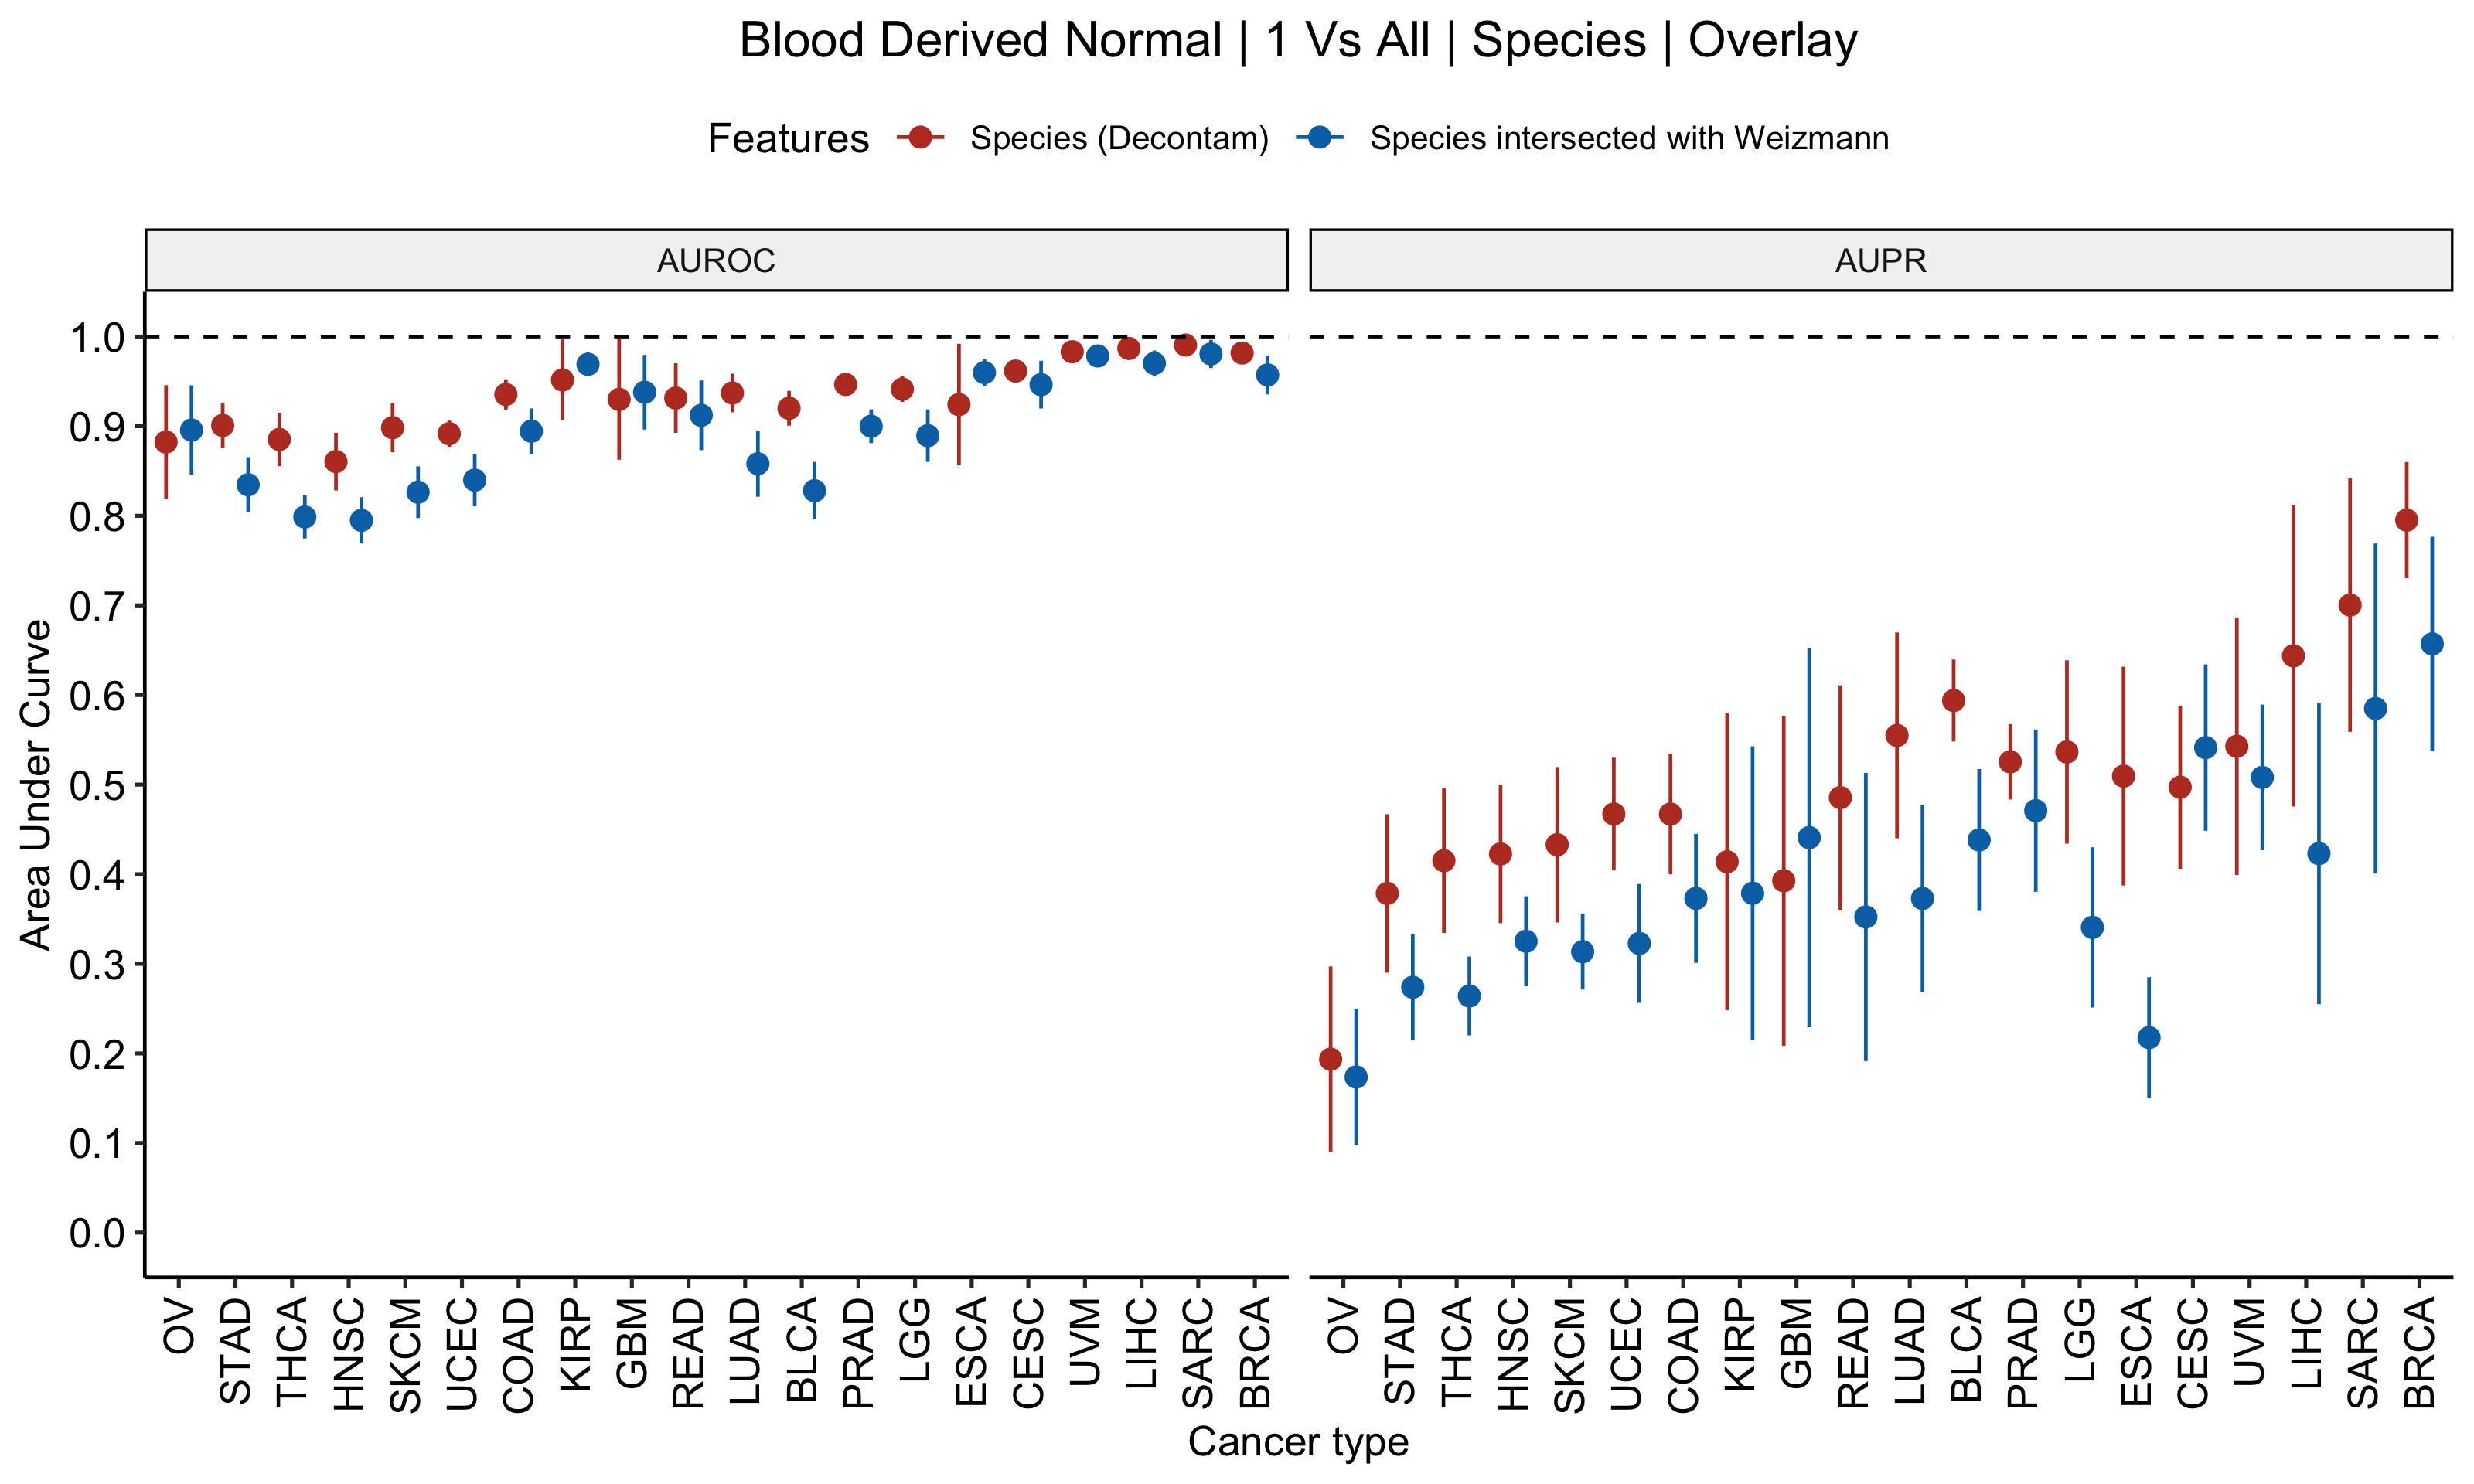 Blood Derived Normal | 1 Vs All | Species | Overlay
Features Species (Decontam) Species intersected with Weizmann
AUROC AUPR
Area Under Curve
1.0
0.9
0.8
0.7
0.6
0.5
0.4
0.3
0.2
0.1
0.0
OV STAD THCA HNSC SKCM UCEC COAD KIRP GBM READ LUAD BLCA PRAD LGG ESCA CESC UVM LIHC SARC BRCA
OV STAD THCA HNSC SKCM UCEC COAD KIRP GBM READ LUAD BLCA PRAD LGG ESCA CESC UVM LIHC SARC BRCA
Cancer type